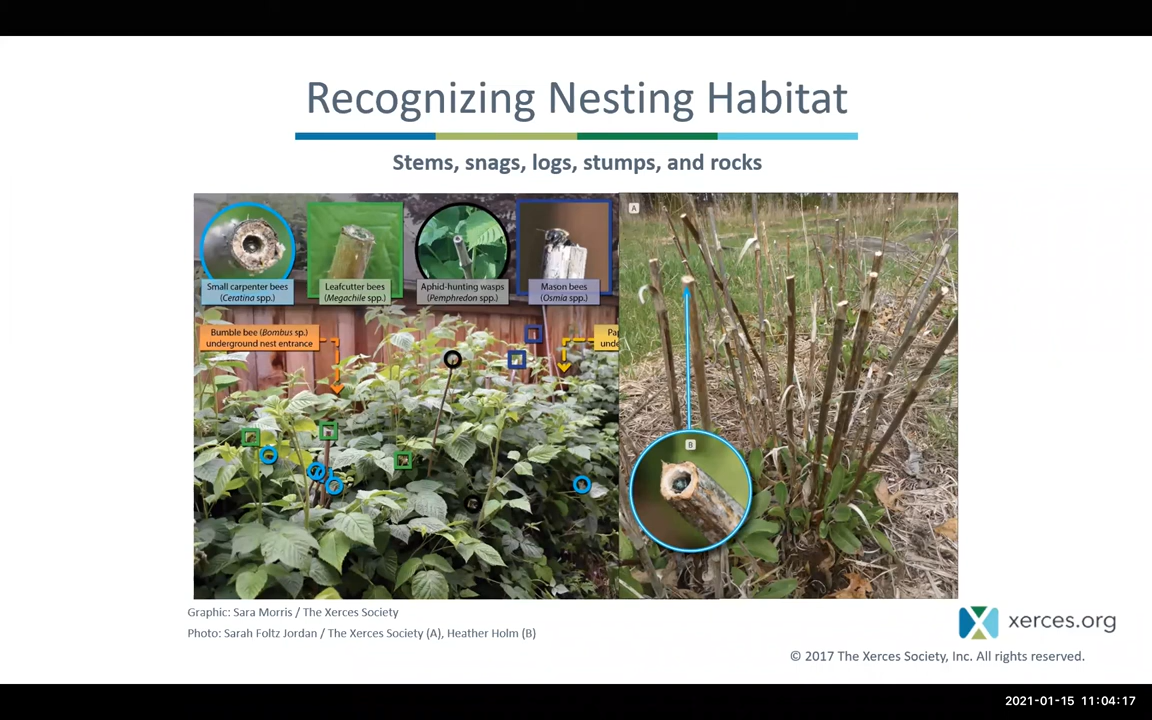 Recognizing Nesting Habitat
Stems, snags, logs, stumps, and rocks
A
Small carpenter bees
(Ceratina spp.)
Leafcutter bees
(Megachile spp.)
Aphid-hunting wasps
(Pemphredon spp.)
Mason bees
(Osmia spp.)
Bumble bee (Bombus sp.)
underground nest entrance
B
Graphic: Sara Morris / The Xerces Society
Photo: Sarah Foltz Jordan / The Xerces Society (A), Heather Holm (B)
xerces.org
© 2017 The Xerces Society, Inc. All rights reserved.
2021-01-15 11:04:17